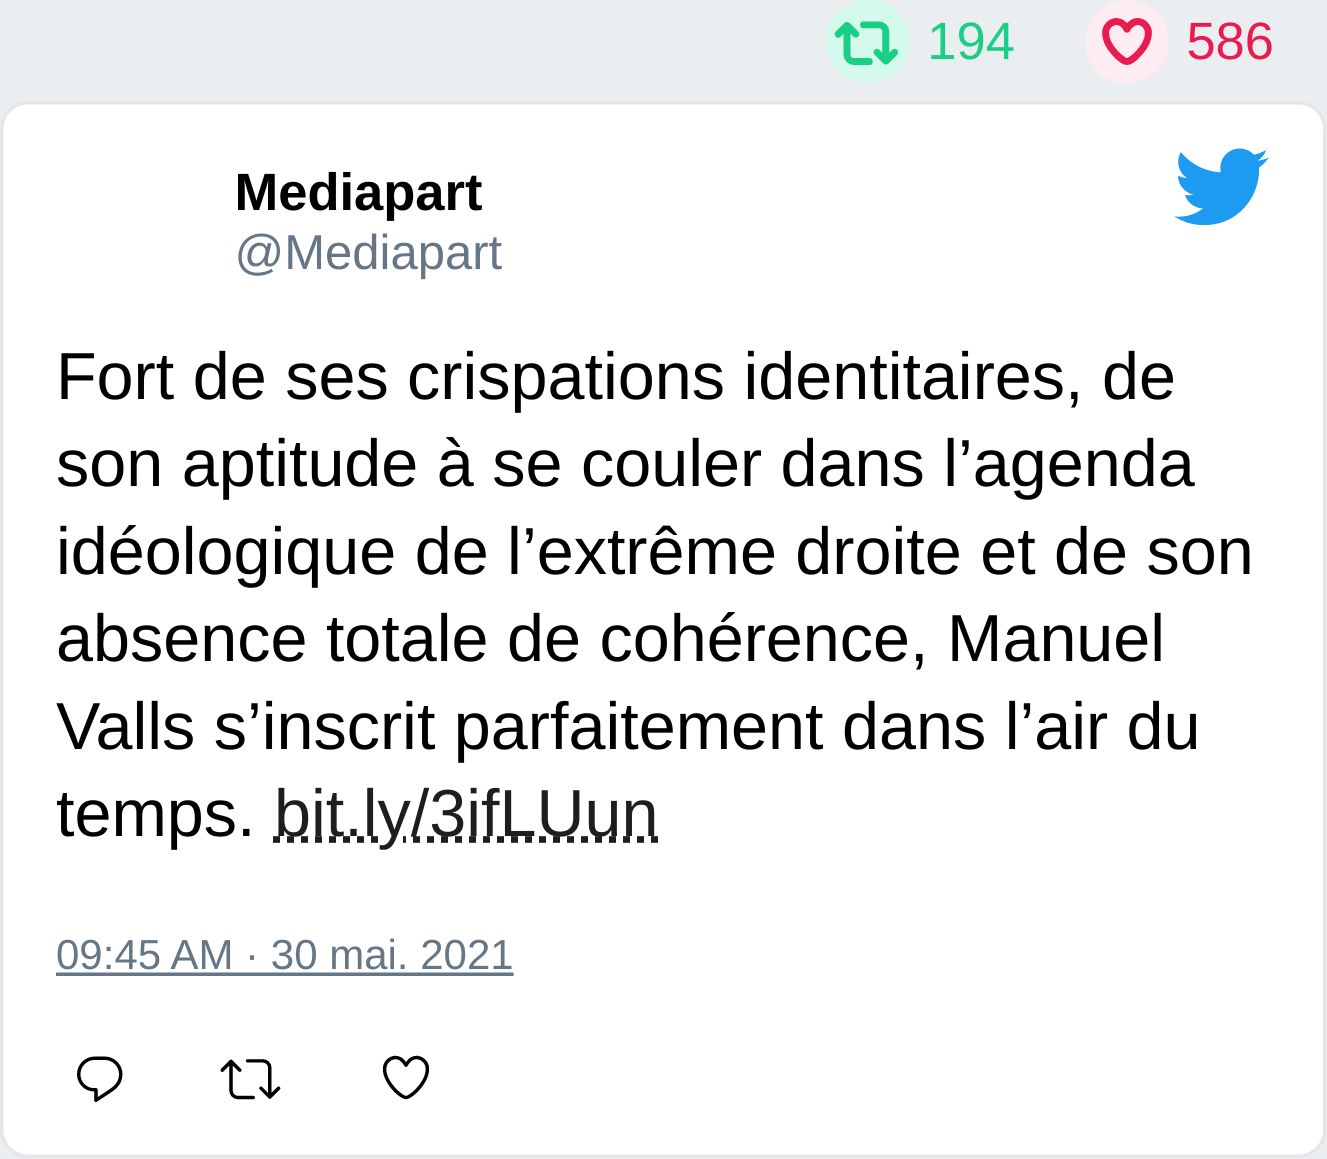 194 586
Mediapart
@Mediapart
Fort de ses crispations identitaires, de
son aptitude à se couler dans l’agenda
idéologique de l’extrême droite et de son
absence totale de cohérence, Manuel
Valls s’inscrit parfaitement dans l’air du
temps. bit.ly/3ifLUun
09:45 AM · 30 mai. 2021